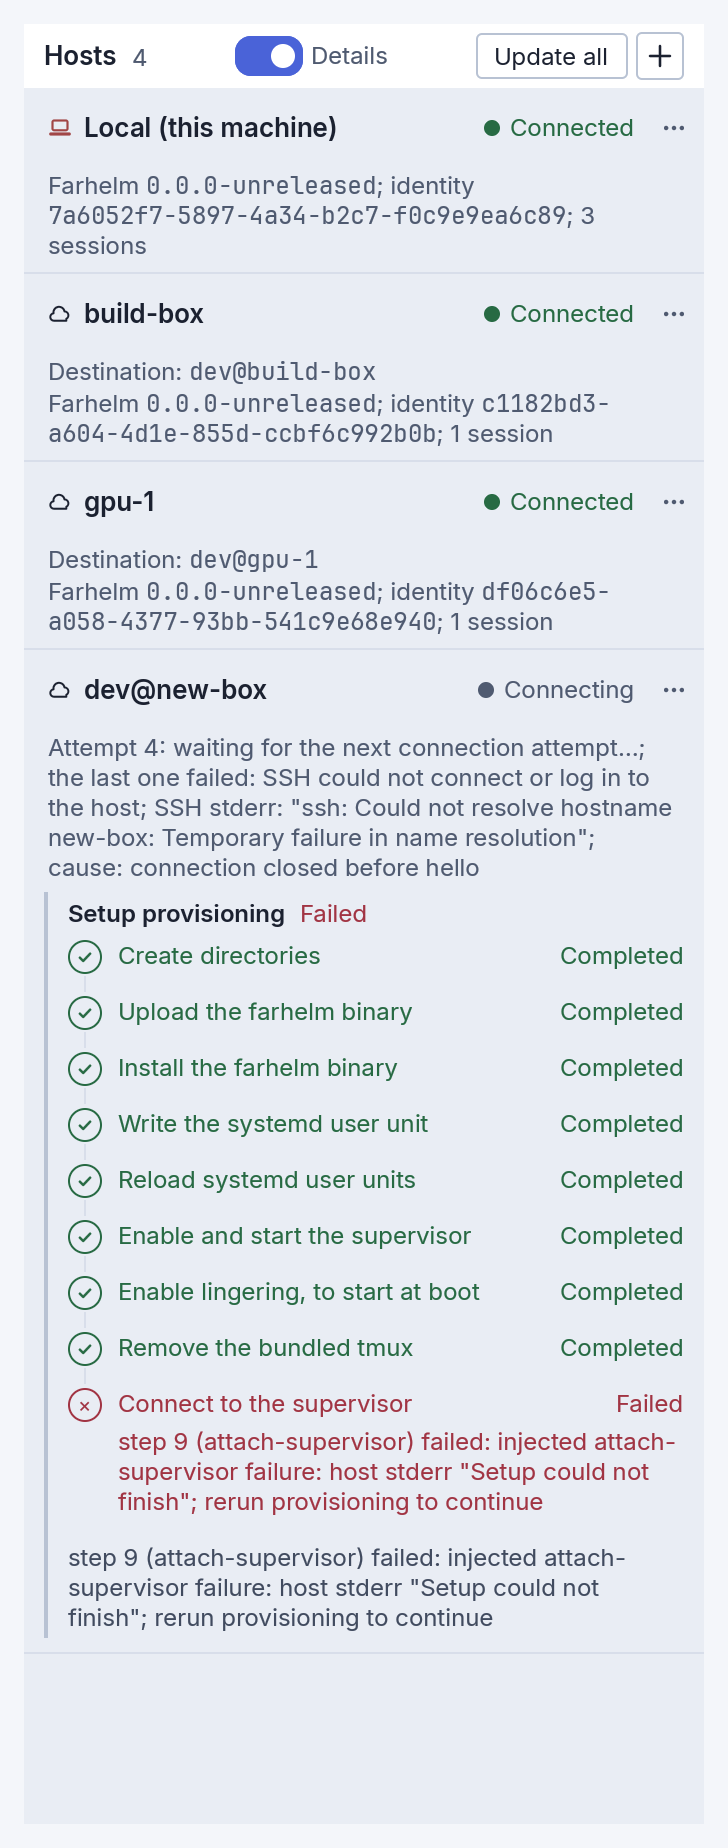 Hosts 4 Details Update all
Local (this machine) Connected
Farhelm 0.0.0-unreleased; identity
7a6052f7-5897-4a34-b2c7-f0c9e9ea6c89; 3
sessions
build-box Connected
Destination: dev@build-box
Farhelm 0.0.0-unreleased; identity c1182bd3-
a604-4d1e-855d-ccbf6c992b0b; 1 session
gpu-1 Connected
Destination: dev@gpu-1
Farhelm 0.0.0-unreleased; identity df06c6e5-
a058-4377-93bb-541c9e68e940; 1 session
dev@new-box Connecting
Attempt 4: waiting for the next connection attempt...;
the last one failed: SSH could not connect or log in to
the host; SSH stderr: "ssh: Could not resolve hostname
new-box: Temporary failure in name resolution";
cause: connection closed before hello
Setup provisioning Failed
Create directories Completed
Upload the farhelm binary Completed
Install the farhelm binary Completed
Write the systemd user unit Completed
Reload systemd user units Completed
Enable and start the supervisor Completed
Enable lingering, to start at boot Completed
Remove the bundled tmux Completed
Connect to the supervisor Failed
step 9 (attach-supervisor) failed: injected attach-
supervisor failure: host stderr "Setup could not
finish"; rerun provisioning to continue
step 9 (attach-supervisor) failed: injected attach-
supervisor failure: host stderr "Setup could not
finish"; rerun provisioning to continue